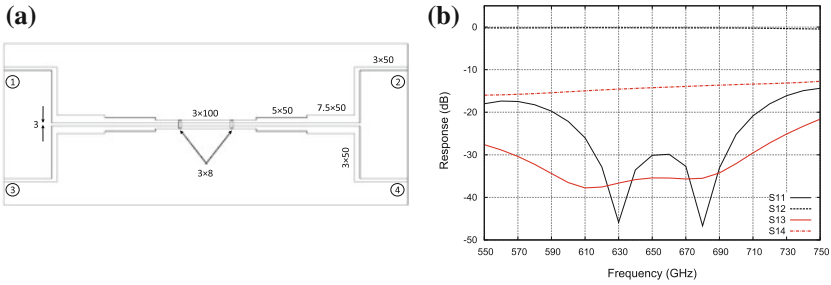 (a)
3×50
①
②
3×100
5×50
7.5×50
3
3×50
3×8
③
④
(b)
Response (dB)
0
-10
-20
-30
-40
-50
S11
S12
S13
S14
550 570 590 610 630 650 670 690 710 730 750
Frequency (GHz)